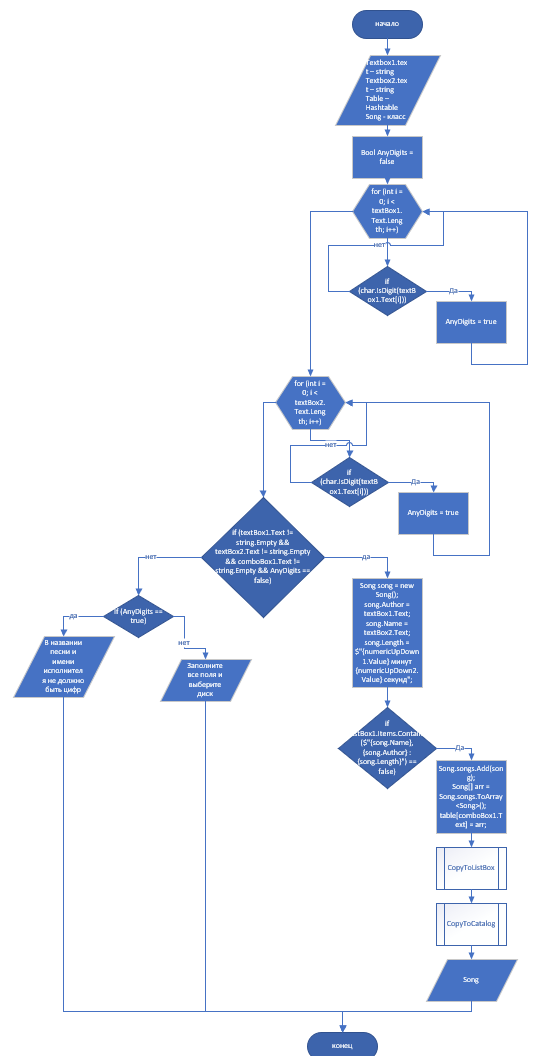 начало
Textbox1.tex
t – string
Textbox2.tex
t – string
Table –
Hashtable
Song - класс
Bool AnyDigits =
false
for (int i =
0; i <
textBox1.
Text.Leng
th; i++)
нет
if
(char.IsDigit(textB
ox1.Text[i]))
Да
AnyDigits = true
for (int i =
0; i <
textBox2.
Text.Leng
th; i++)
нет
if
(char.IsDigit(textB
ox1.Text[i]))
Да
AnyDigits = true
if (textBox1.Text !=
string.Empty &&
textBox2.Text != string.Empty
&& comboBox1.Text !=
string.Empty && AnyDigits ==
false)
нет
да
if (AnyDigits ==
true)
да
нет
В названии
песни и
имени
исполнител
я не должно
быть цифр
Заполните
все поля и
выберите
диск
Song song = new
Song();
song.Author =
textBox1.Text;
song.Name =
textBox2.Text;
song.Length =
$"{numericUpDown
1.Value} минут
{numericUpDown2.
Value} секунд";
if
stBox1.Items.Contain
($"{song.Name},
{song.Author} :
{song.Length}") ==
false)
Да
Song.songs.Add(son
g);
Song[] arr =
Song.songs.ToArray
<Song>();
table[comboBox1.T
ext] = arr;
CopyToListBox
CopyToCatalog
Song
конец